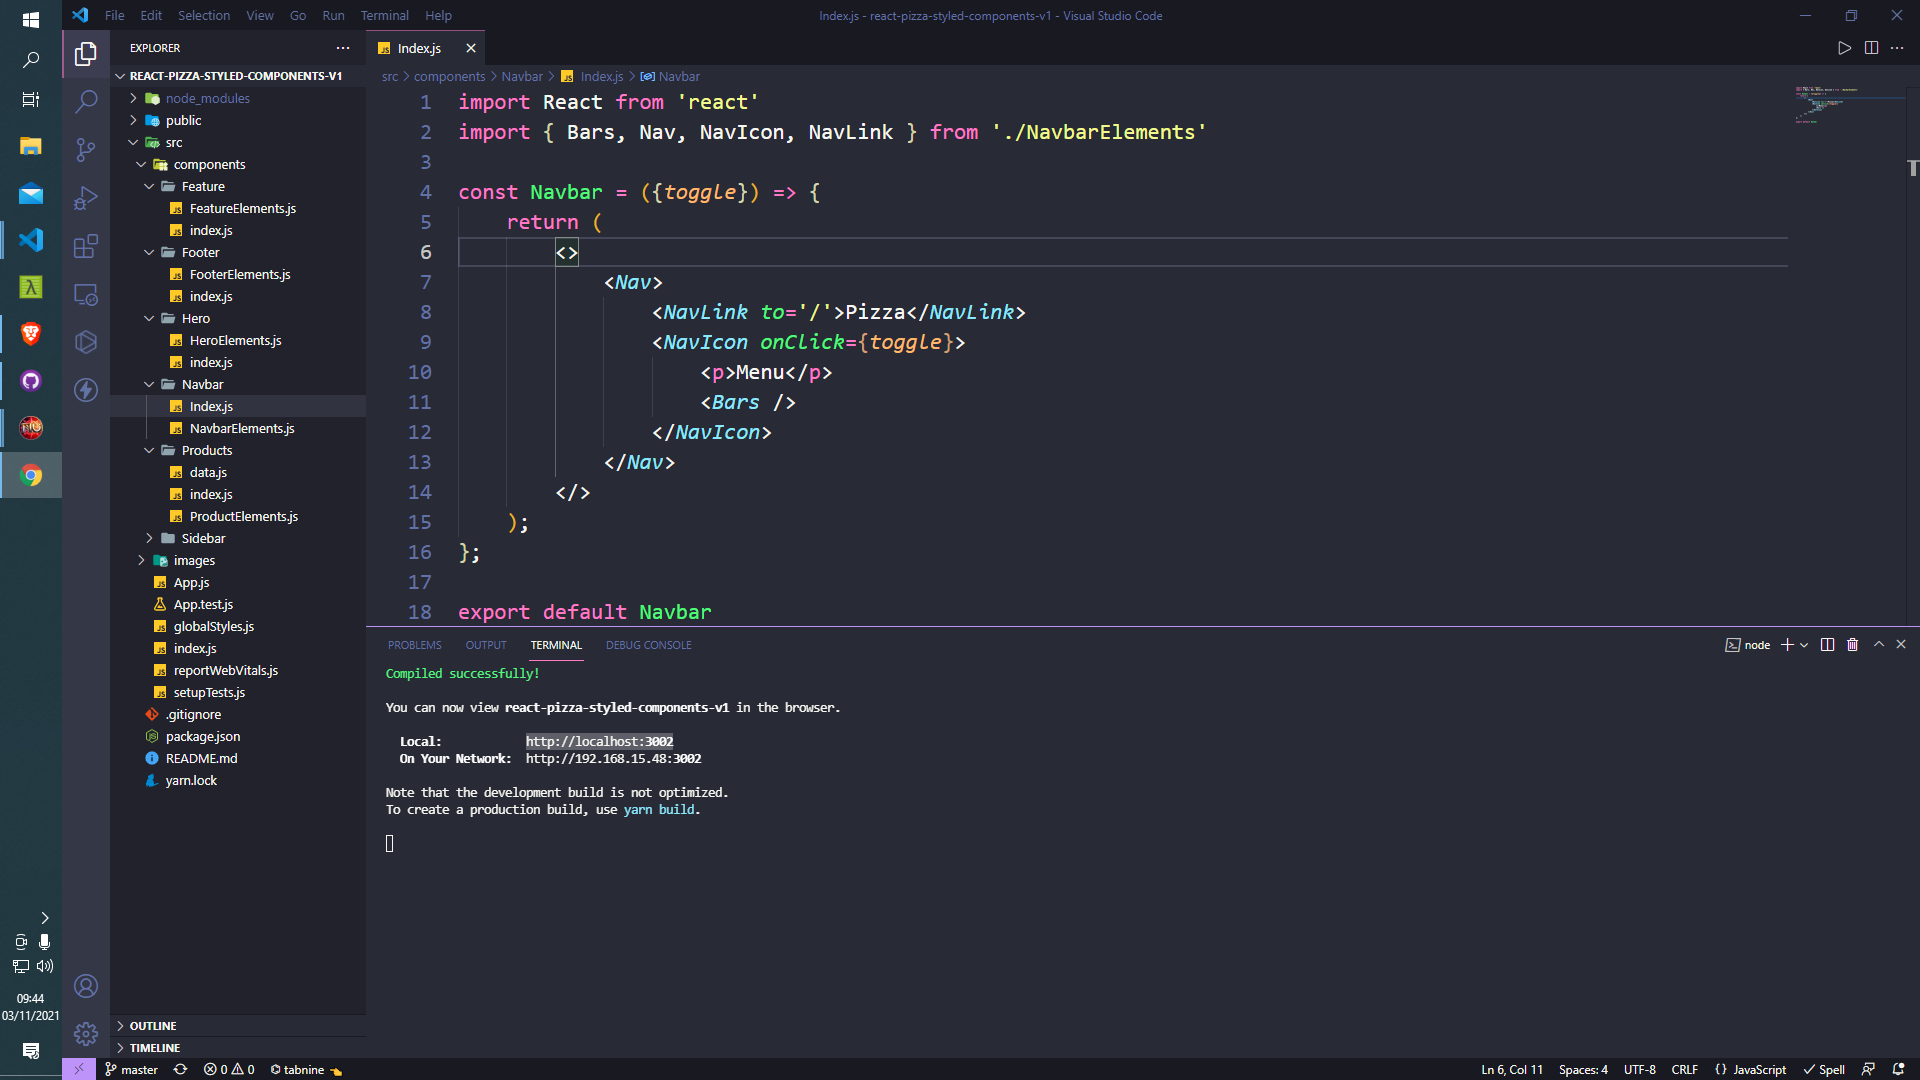 File Edit Selection View Go Run Terminal Help
Index.js - react-pizza-styled-components-v1 - Visual Studio Code
EXPLORER
REACT-PIZZA-STYLED-COMPONENTS-V1
node_modules
public
src
components
Feature
FeatureElements.js
index.js
Footer
FooterElements.js
index.js
Hero
HeroElements.js
index.js
Navbar
Index.js
NavbarElements.js
Products
data.js
index.js
ProductElements.js
Sidebar
images
App.js
App.test.js
globalStyles.js
index.js
reportWebVitals.js
setupTests.js
.gitignore
package.json
README.md
yarn.lock
OUTLINE
TIMELINE
Index.js
src > components > Navbar > Index.js > Navbar
1 import React from 'react'
2 import { Bars, Nav, NavIcon, NavLink } from './NavbarElements'
3
4 const Navbar = ({toggle}) => {
5 return (
6 <>
7 <Nav>
8 <NavLink to='/'>Pizza</NavLink>
9 <NavIcon onClick={toggle}>
10 <p>Menu</p>
11 <Bars />
12 </NavIcon>
13 </Nav>
14 </>
15 );
16 };
17
18 export default Navbar
PROBLEMS OUTPUT TERMINAL DEBUG CONSOLE
node
Compiled successfully!
You can now view react-pizza-styled-components-v1 in the browser.
Local: http://localhost:3002
On Your Network: http://192.168.15.48:3002
Note that the development build is not optimized.
To create a production build, use yarn build.
09:44
03/11/2021
master 0 0 tabnine
Ln 6, Col 11 Spaces: 4 UTF-8 CRLF {} JavaScript Spell